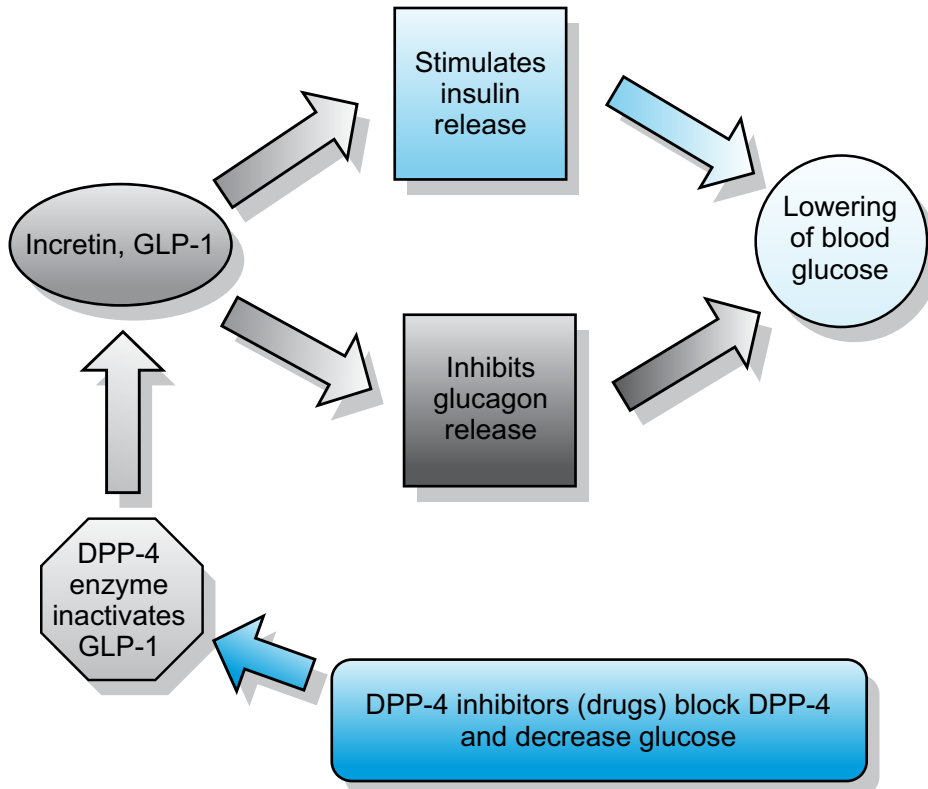 Stimulates
insulin
release
Incretin, GLP-1
Lowering
of blood
glucose
Inhibits
glucagon
release
DPP-4
enzyme
inactivates
GLP-1
DPP-4 inhibitors (drugs) block DPP-4
and decrease glucose